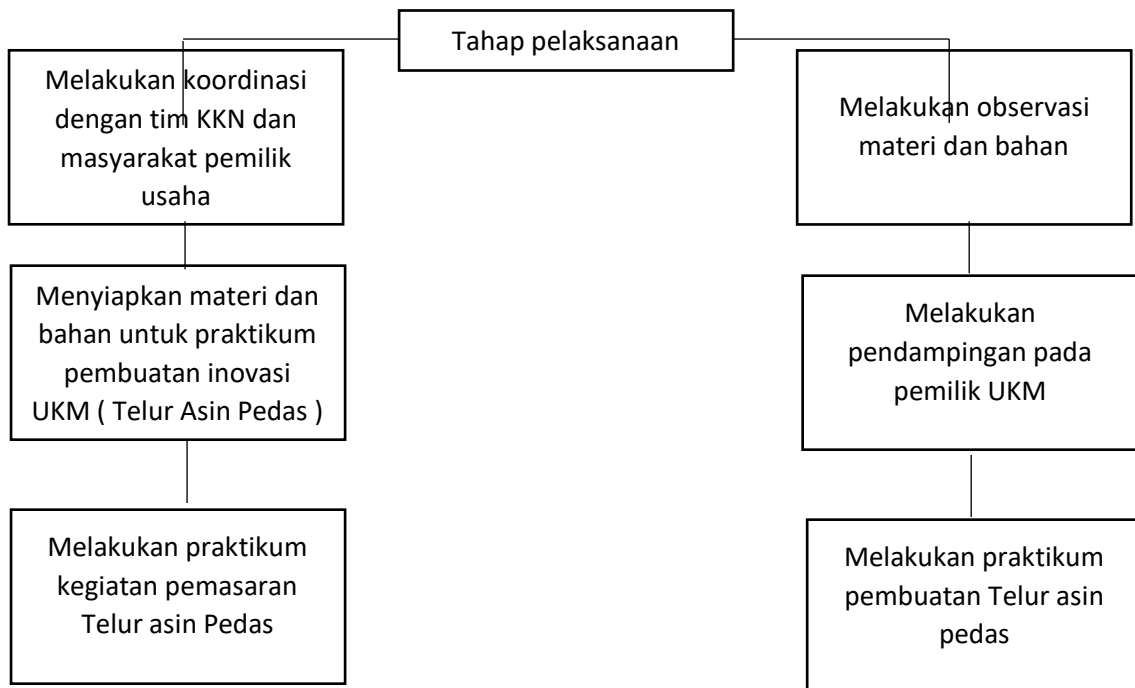 Tahap pelaksanaan
Melakukan koordinasi
dengan tim KKN dan
masyarakat pemilik
usaha
Melakukan observasi
materi dan bahan
Menyiapkan materi dan
bahan untuk praktikum
pembuatan inovasi
UKM ( Telur Asin Pedas )
Melakukan
pendampingan pada
pemilik UKM
Melakukan praktikum
kegiatan pemasaran
Telur asin Pedas
Melakukan praktikum
pembuatan Telur asin
pedas